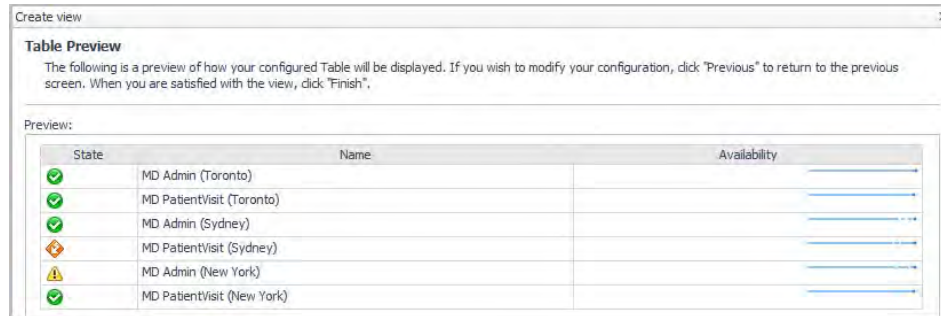 Create view
Table Preview
The following is a preview of how your configured Table will be displayed. If you wish to modify your configuration, click "Previous" to return to the previous
screen. When you are satisfied with the view, click "Finish".
Preview:
State Name Availability
MD Admin (Toronto)
MD PatientVisit (Toronto)
MD Admin (Sydney)
MD PatientVisit (Sydney)
MD Admin (New York)
MD PatientVisit (New York)